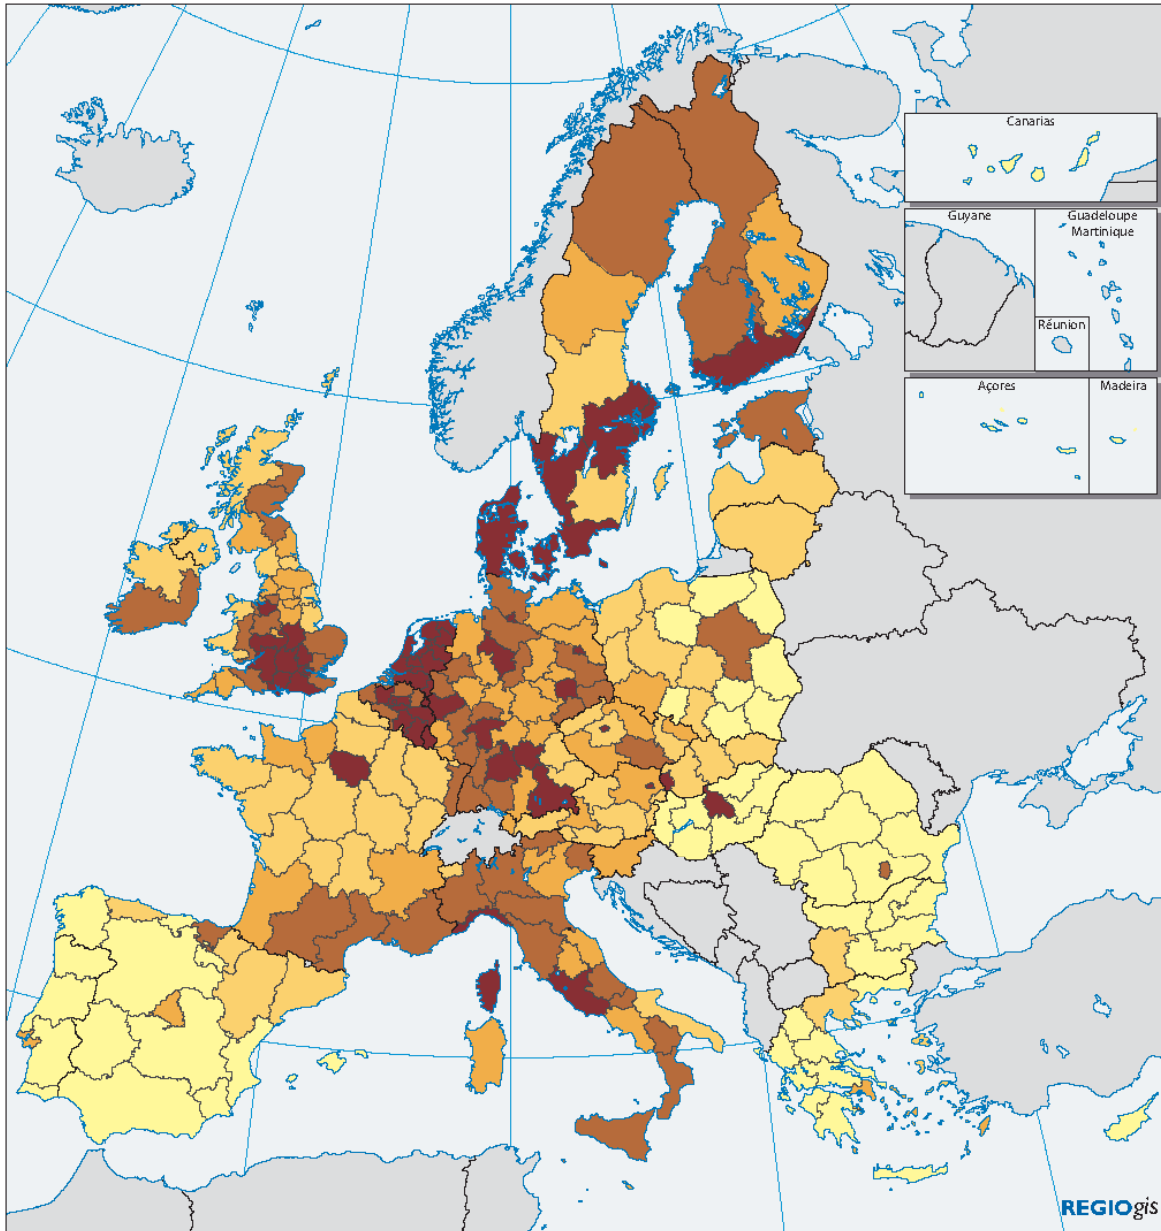 Canarias
Guyane
Guadeloupe
Martinique
Réunion
Açores
Madeira
REGIOgis